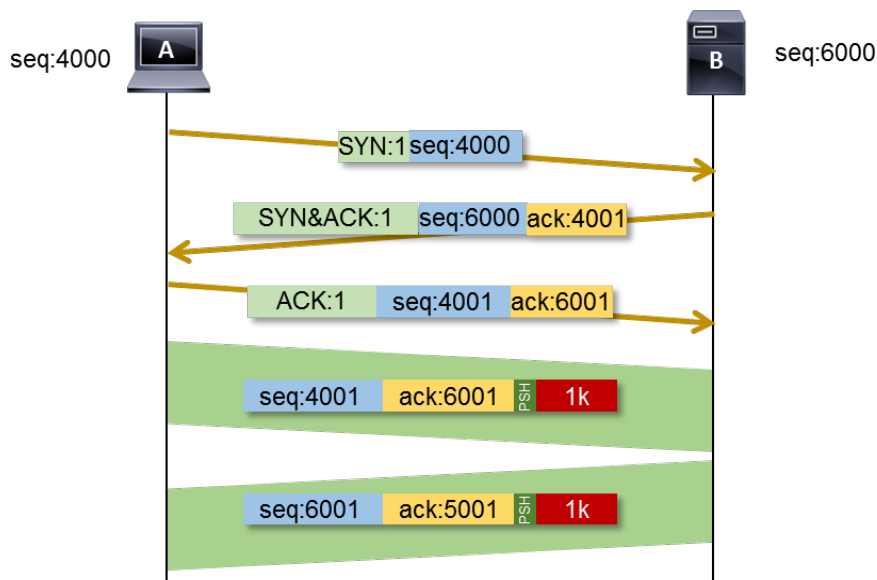 seq:4000 A B seq:6000
SYN:1 seq:4000
SYN&ACK:1 seq:6000 ack:4001
ACK:1 seq:4001 ack:6001
seq:4001 ack:6001 PSH 1k
seq:6001 ack:5001 PSH 1k